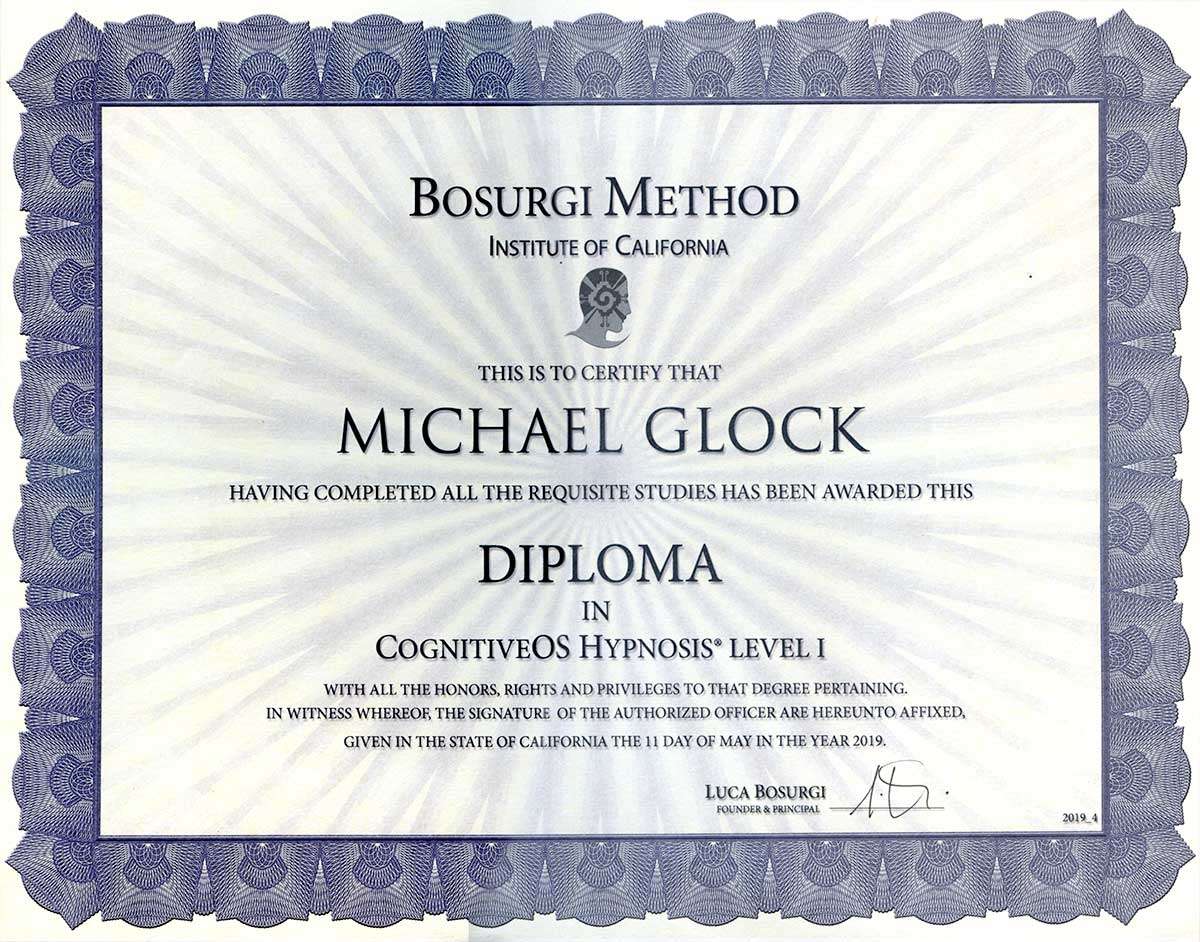 BOSURGI METHOD
INSTITUTE OF CALIFORNIA
THIS IS TO CERTIFY THAT
MICHAEL GLOCK
HAVING COMPLETED ALL THE REQUISITE STUDIES HAS BEEN AWARDED THIS
DIPLOMA
IN
COGNITIVEOS HYPNOSIS® LEVEL I
WITH ALL THE HONORS, RIGHTS AND PRIVILEGES TO THAT DEGREE PERTAINING.
IN WITNESS WHEREOF, THE SIGNATURE OF THE AUTHORIZED OFFICER ARE HEREUNTO AFFIXED,
GIVEN IN THE STATE OF CALIFORNIA THE 11 DAY OF MAY IN THE YEAR 2019.
LUCA BOSURGI
FOUNDER & PRINCIPAL
2019_4